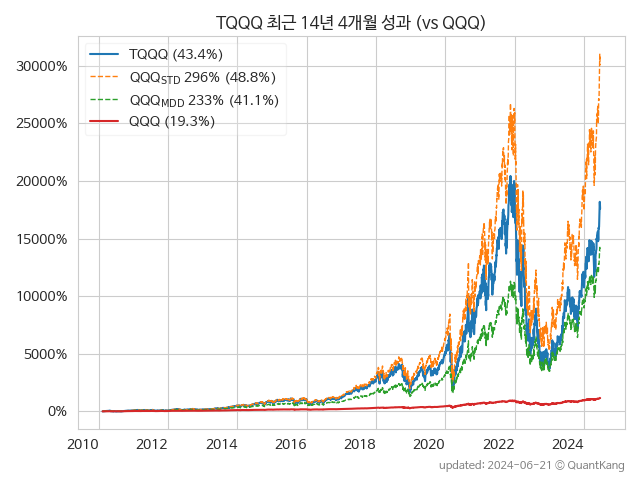 TQQQ 최근 14년 4개월 성과 (vs QQQ)
TQQQ (43.4%)
QQQSTD 296% (48.8%)
QQQMDD 233% (41.1%)
QQQ (19.3%)
30000%
25000%
20000%
15000%
10000%
5000%
0%
2010 2012 2014 2016 2018 2020 2022 2024
updated: 2024-06-21 © QuantKang